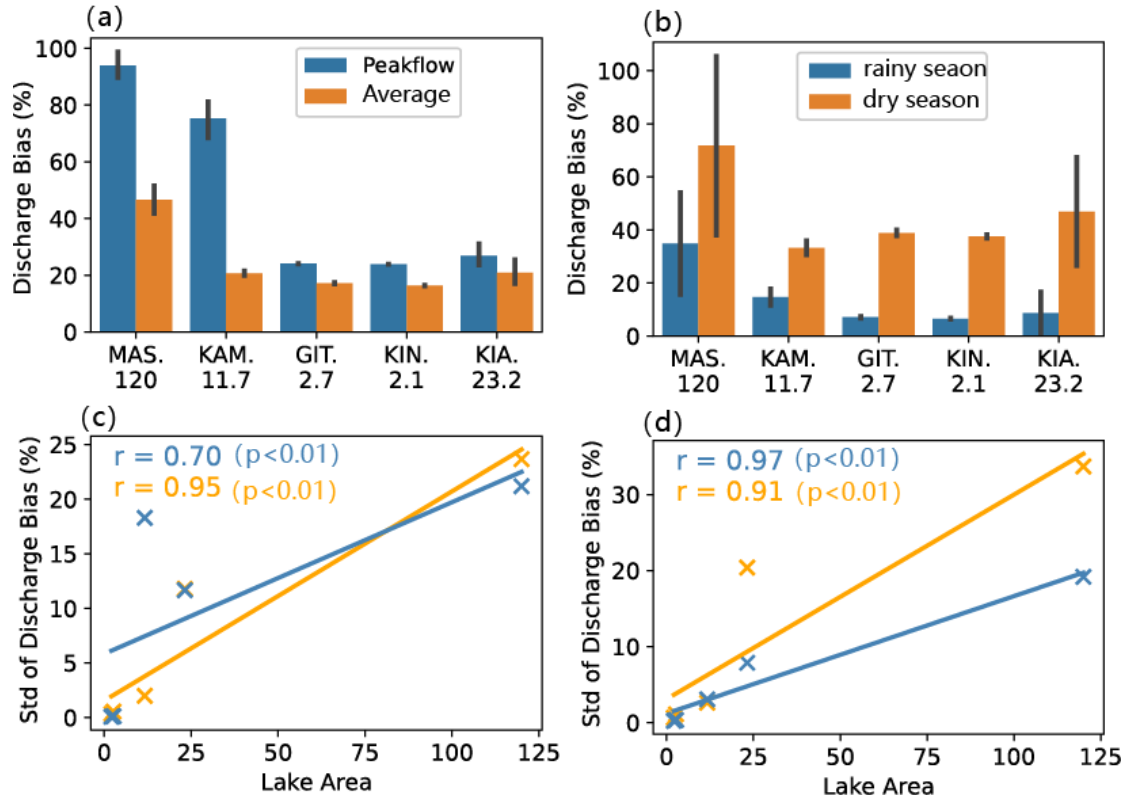 (a)
Discharge Bias (%)
100
80
60
40
20
0
Peakflow
Average
MAS. KAM. GIT. KIN. KIA.
120 11.7 2.7 2.1 23.2
(b)
Discharge Bias (%)
100
80
60
40
20
0
rainy seaon
dry season
MAS. KAM. GIT. KIN. KIA.
120 11.7 2.7 2.1 23.2
(c)
Std of Discharge Bias (%)
25
20
15
10
5
0
r = 0.70 (p<0.01)
r = 0.95 (p<0.01)
0 25 50 75 100 125
Lake Area
(d)
Std of Discharge Bias (%)
30
20
10
0
r = 0.97 (p<0.01)
r = 0.91 (p<0.01)
0 25 50 75 100 125
Lake Area